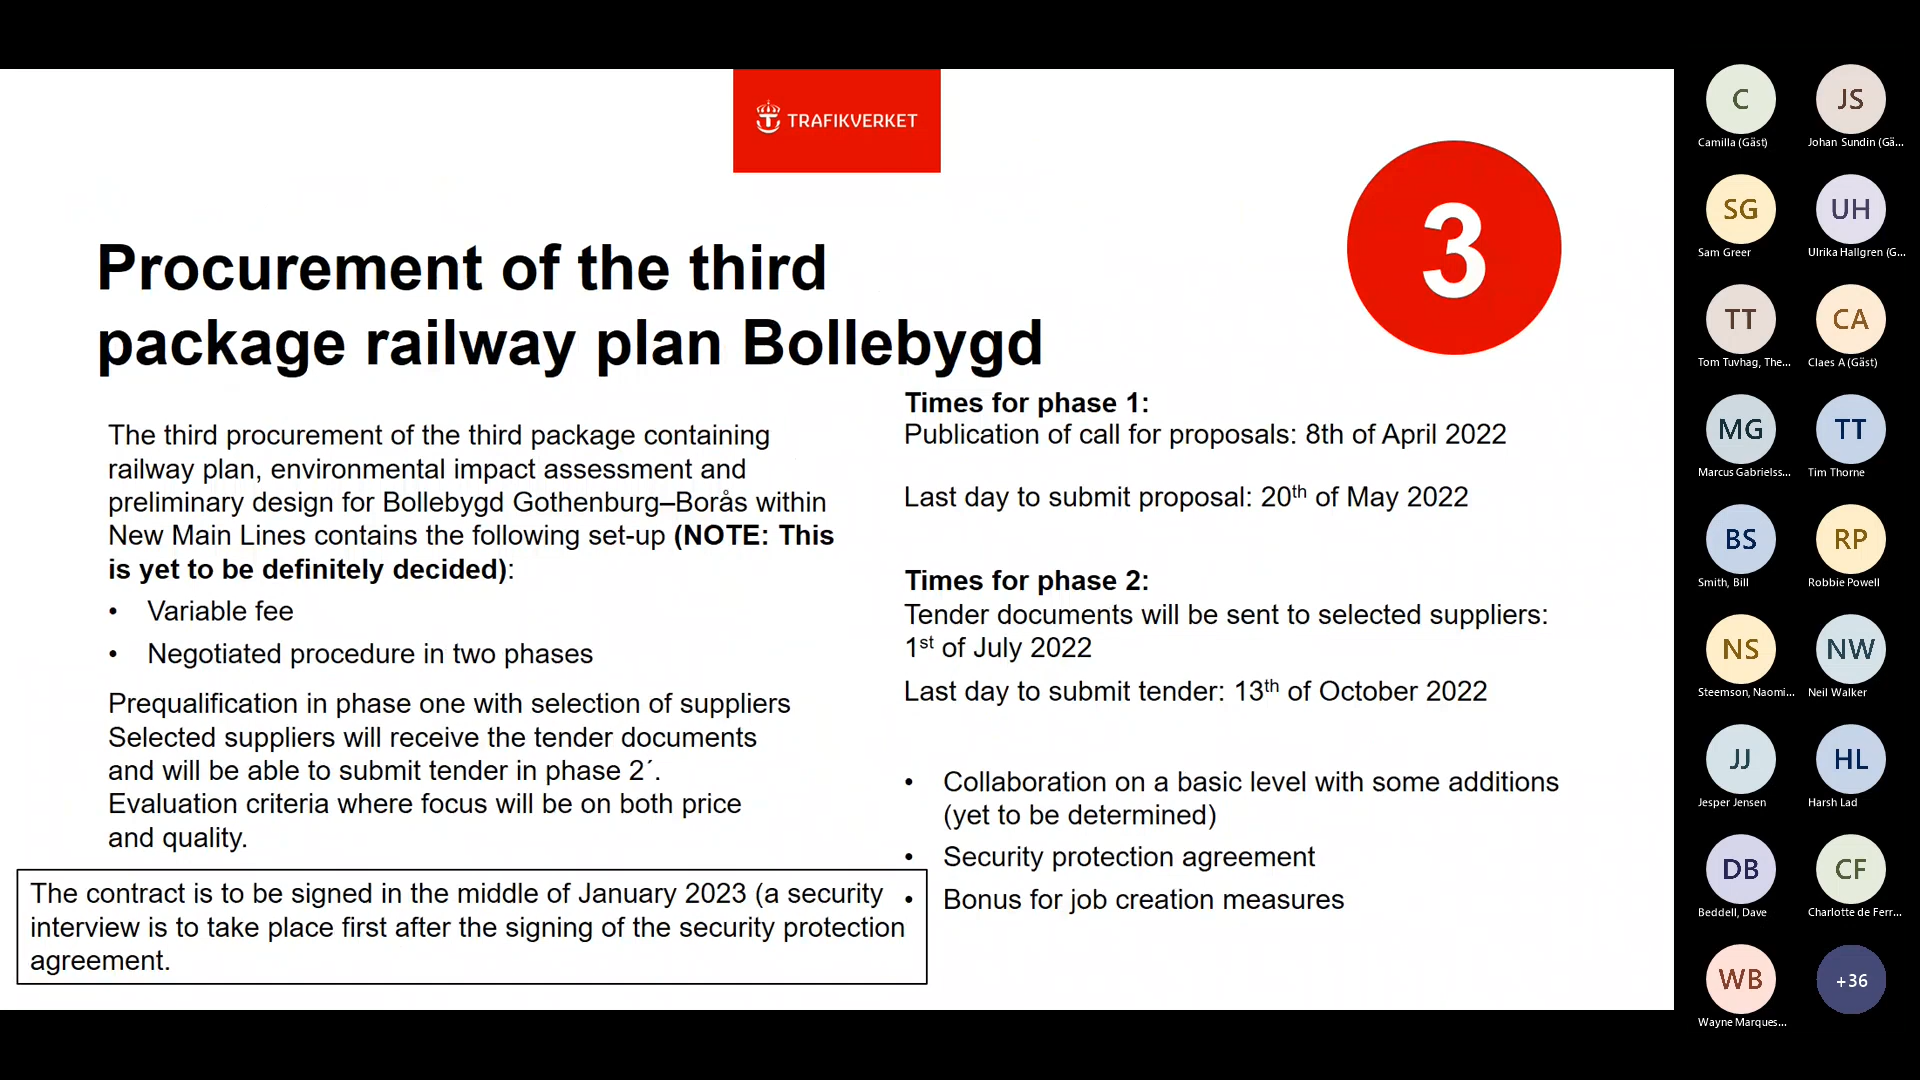 TRAFIKVERKET
3
Procurement of the third
package railway plan Bollebygd
The third procurement of the third package containing
railway plan, environmental impact assessment and
preliminary design for Bollebygd Gothenburg–Borås within
New Main Lines contains the following set-up (NOTE: This
is yet to be definitely decided):
• Variable fee
• Negotiated procedure in two phases
Prequalification in phase one with selection of suppliers
Selected suppliers will receive the tender documents
and will be able to submit tender in phase 2´.
Evaluation criteria where focus will be on both price
and quality.
The contract is to be signed in the middle of January 2023 (a security
interview is to take place first after the signing of the security protection
agreement.
Times for phase 1:
Publication of call for proposals: 8th of April 2022
Last day to submit proposal: 20th of May 2022
Times for phase 2:
Tender documents will be sent to selected suppliers:
1st of July 2022
Last day to submit tender: 13th of October 2022
• Collaboration on a basic level with some additions
(yet to be determined)
• Security protection agreement
• Bonus for job creation measures
C
Camilla (Gäst)
JS
Johan Sundin (Gä...
SG
Sam Greer
UH
Ulrika Hallgren (G...
TT
Tom Tuvhag, The...
CA
Claes A (Gäst)
MG
Marcus Gabrielss...
TT
Tim Thorne
BS
Smith, Bill
RP
Robbie Powell
NS
Steemson, Naomi...
NW
Neil Walker
JJ
Jesper Jensen
HL
Harsh Lad
DB
Beddell, Dave
CF
Charlotte de Ferr...
WB
Wayne Marques...
+36